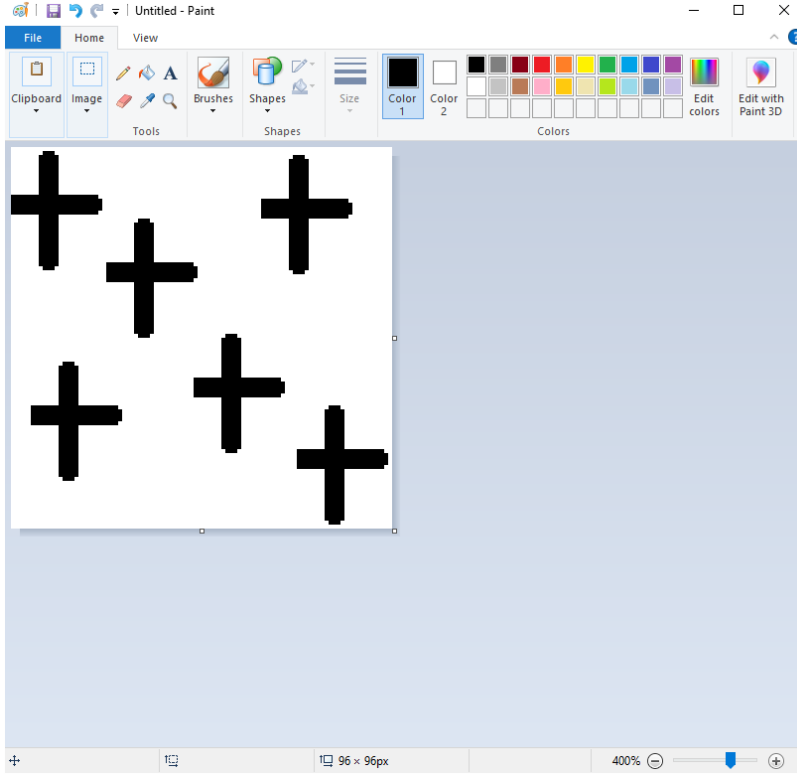 Untitled - Paint
File Home View
Clipboard Image A Brushes Shapes Size Color 1 Color 2 Edit colors Edit with Paint 3D
Tools Shapes Colors
96 × 96px 400%